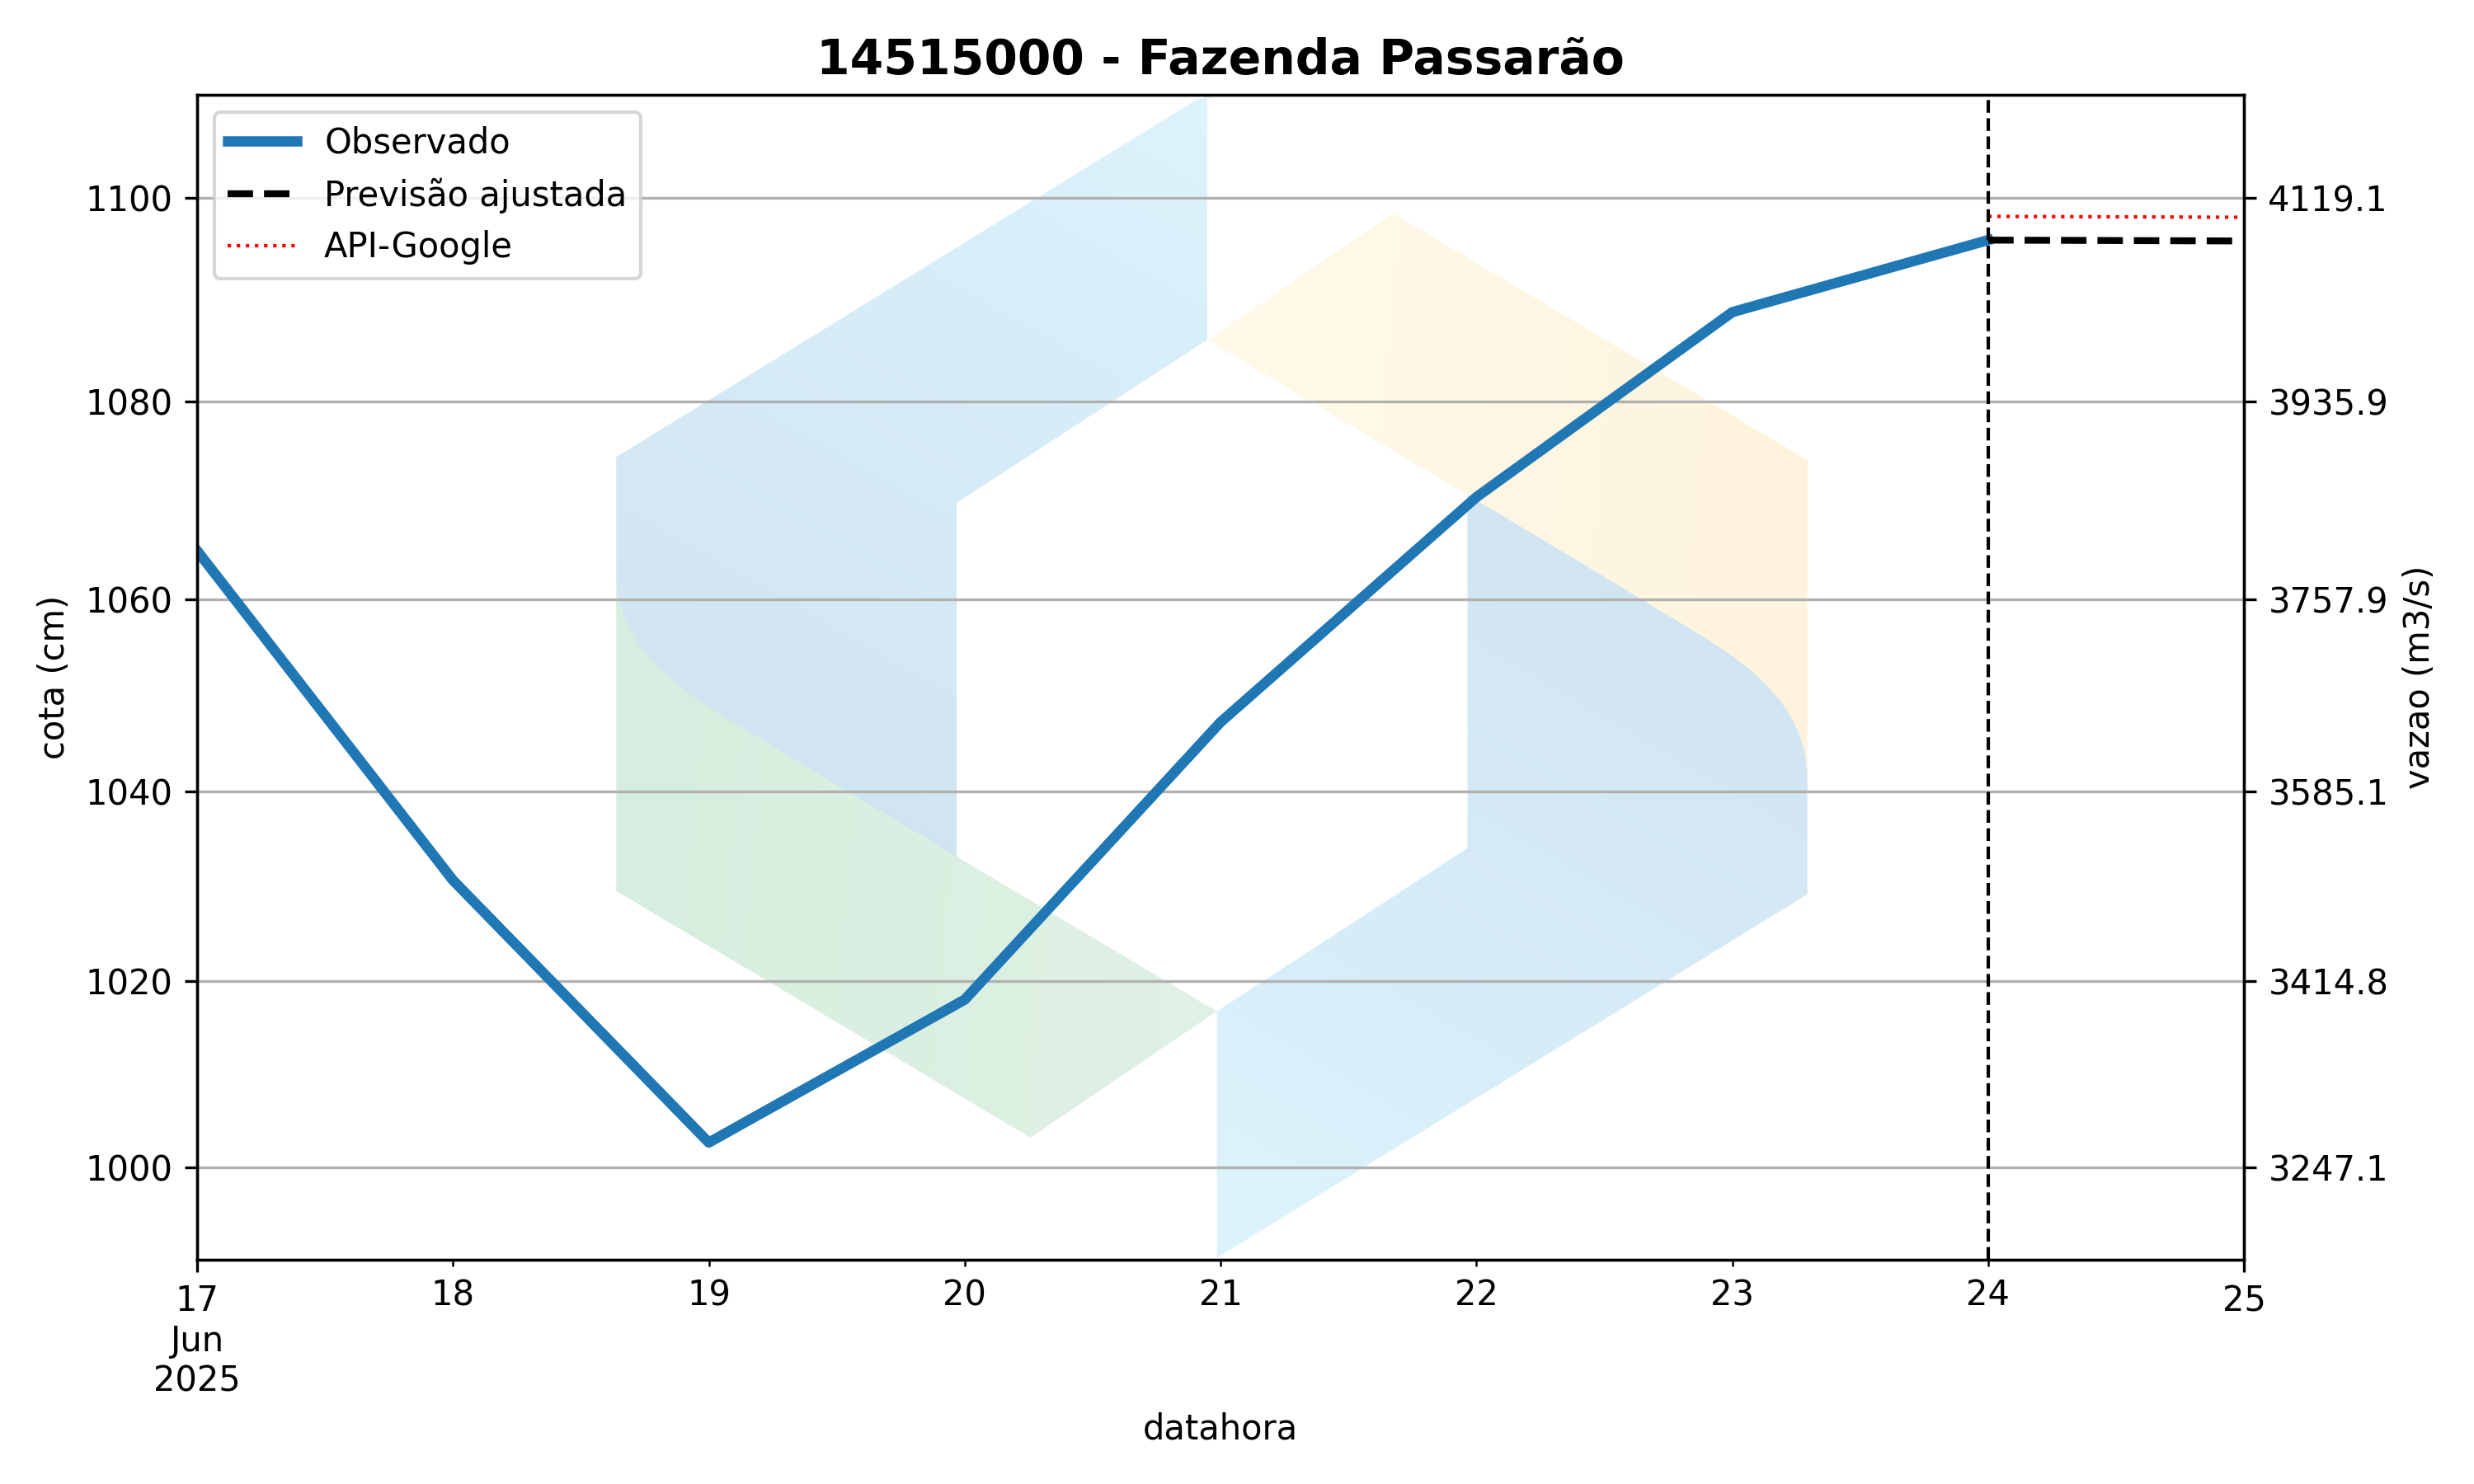 14515000 - Fazenda Passarão
Observado
Previsão ajustada
API-Google
1100
1080
1060
1040
1020
1000
cota (cm)
4119.1
3935.9
3757.9
3585.1
3414.8
3247.1
vazao (m3/s)
17
18
19
20
21
22
23
24
25
Jun
2025
datahora